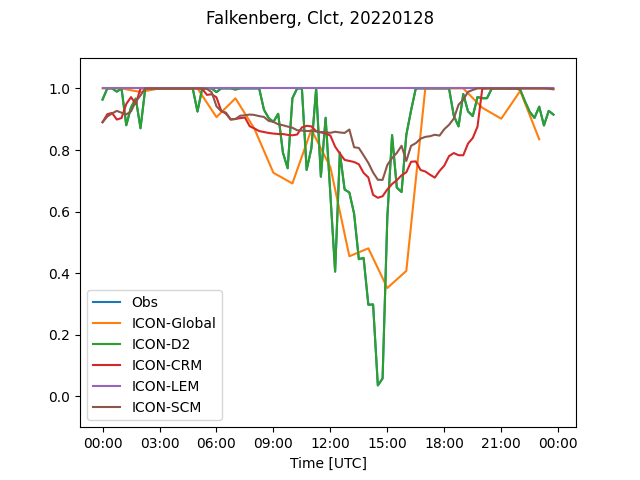 Falkenberg, Clct, 20220128
1.0
0.8
0.6
0.4
0.2
0.0
Obs
ICON-Global
ICON-D2
ICON-CRM
ICON-LEM
ICON-SCM
00:00 03:00 06:00 09:00 12:00 15:00 18:00 21:00 00:00
Time [UTC]